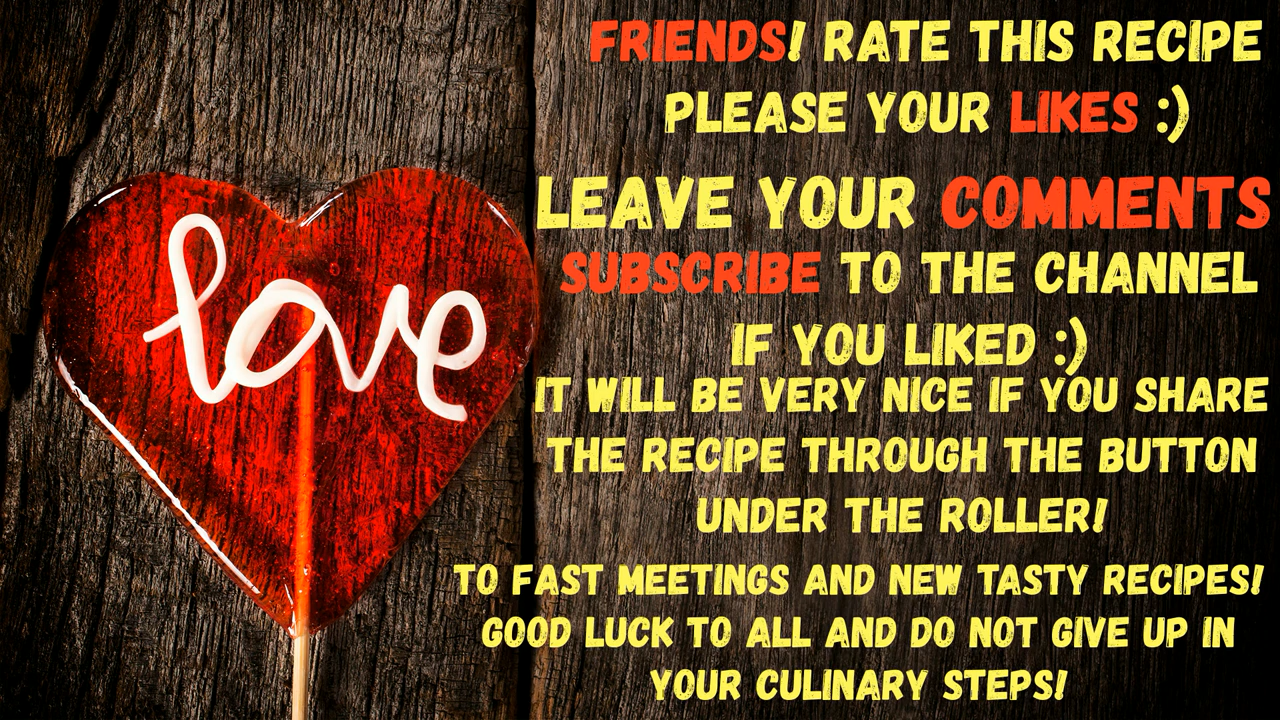 love
FRIENDS! RATE THIS RECIPE
PLEASE YOUR LIKES :)
LEAVE YOUR COMMENTS
SUBSCRIBE TO THE CHANNEL
IF YOU LIKED :)
IT WILL BE VERY NICE IF YOU SHARE
THE RECIPE THROUGH THE BUTTON
UNDER THE ROLLER!
TO FAST MEETINGS AND NEW TASTY RECIPES!
GOOD LUCK TO ALL AND DO NOT GIVE UP IN
YOUR CULINARY STEPS!